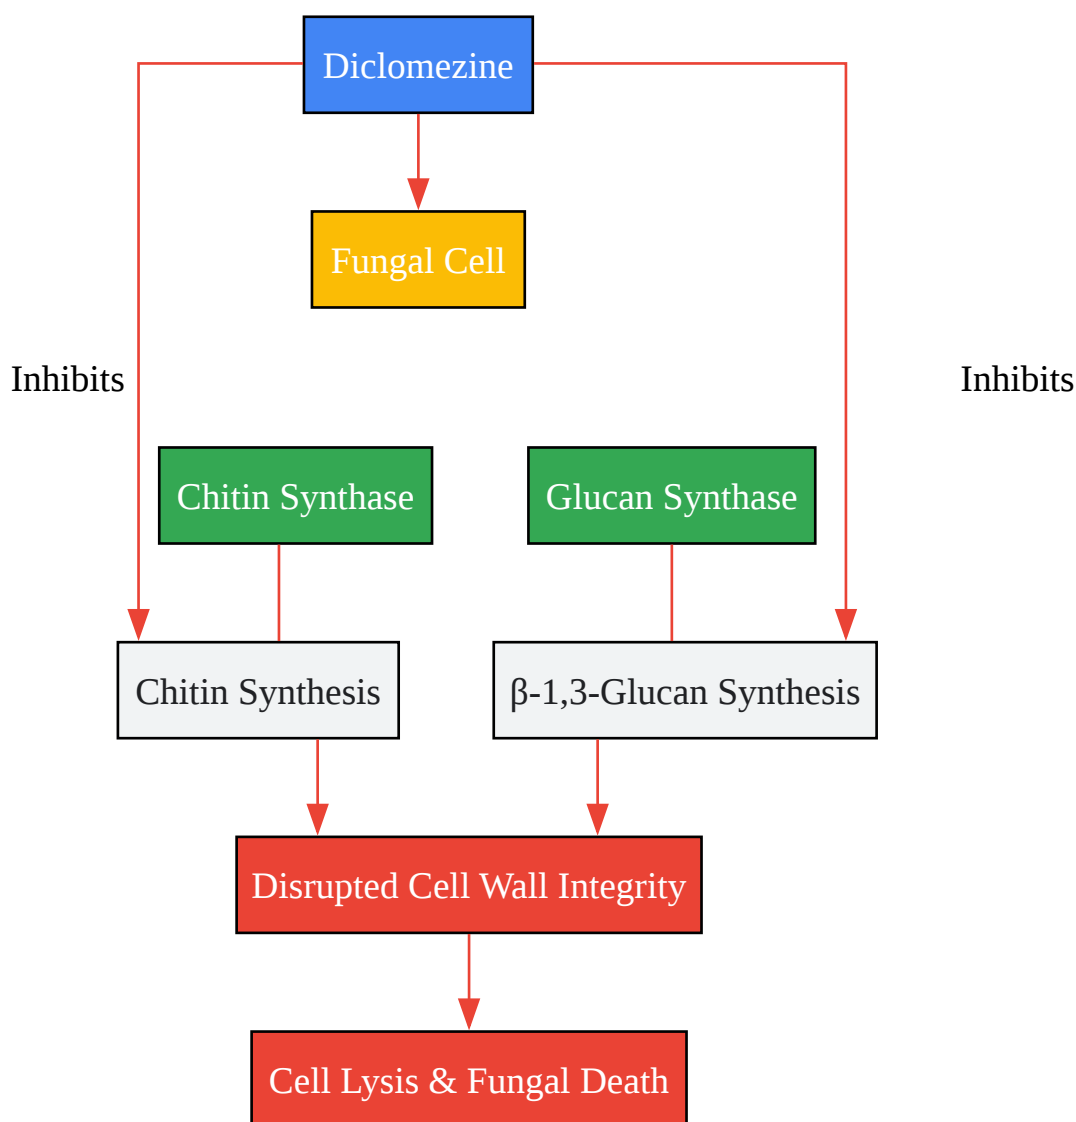 Diclomezine
Fungal Cell
Inhibits
Inhibits
Chitin Synthase
Glucan Synthase
Chitin Synthesis
β-1,3-Glucan Synthesis
Disrupted Cell Wall Integrity
Cell Lysis & Fungal Death